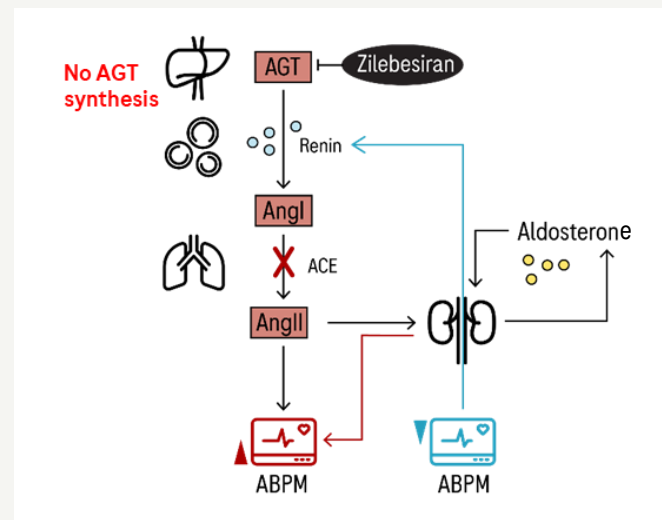 No AGT
synthesis
AGT
Zilebesiran
Renin
AngI
ACE
Aldosterone
AngII
ABPM
ABPM